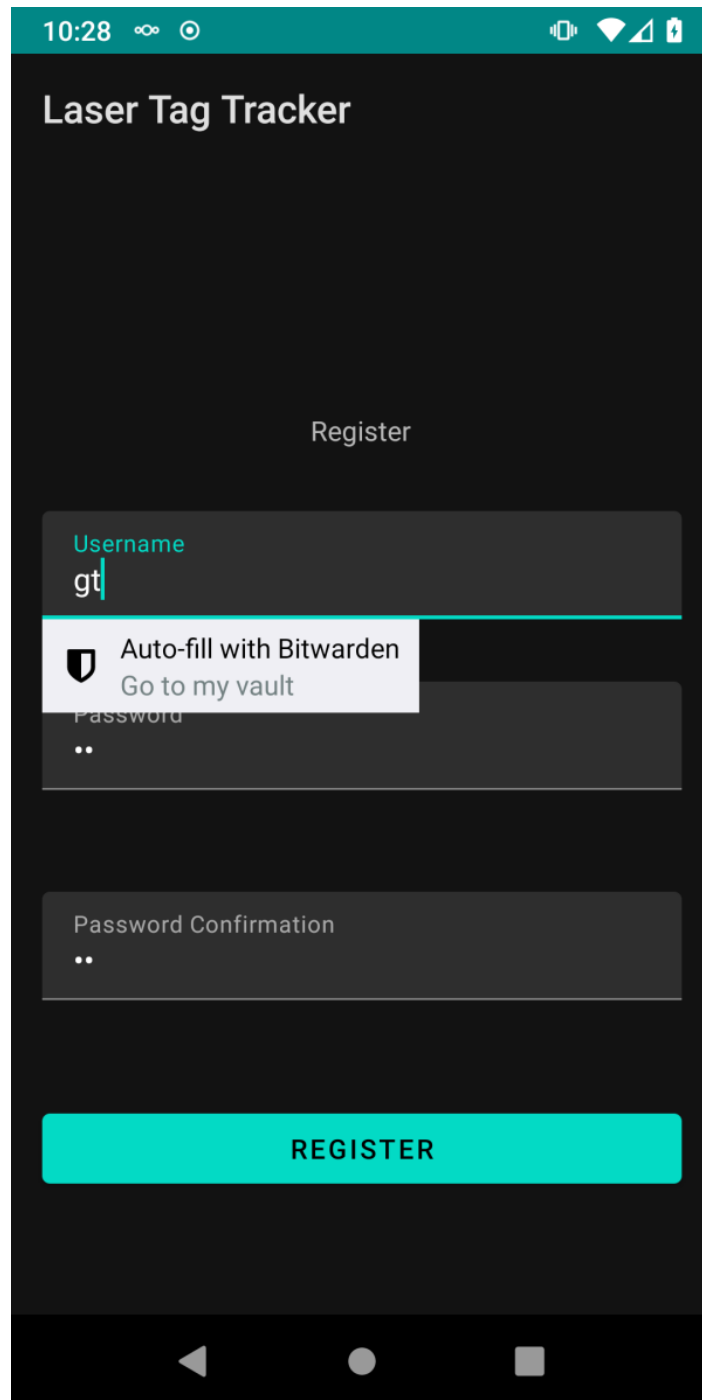 10:28
Laser Tag Tracker
Register
Username
gt
Auto-fill with Bitwarden
Go to my vault
Password
••
Password Confirmation
••
REGISTER